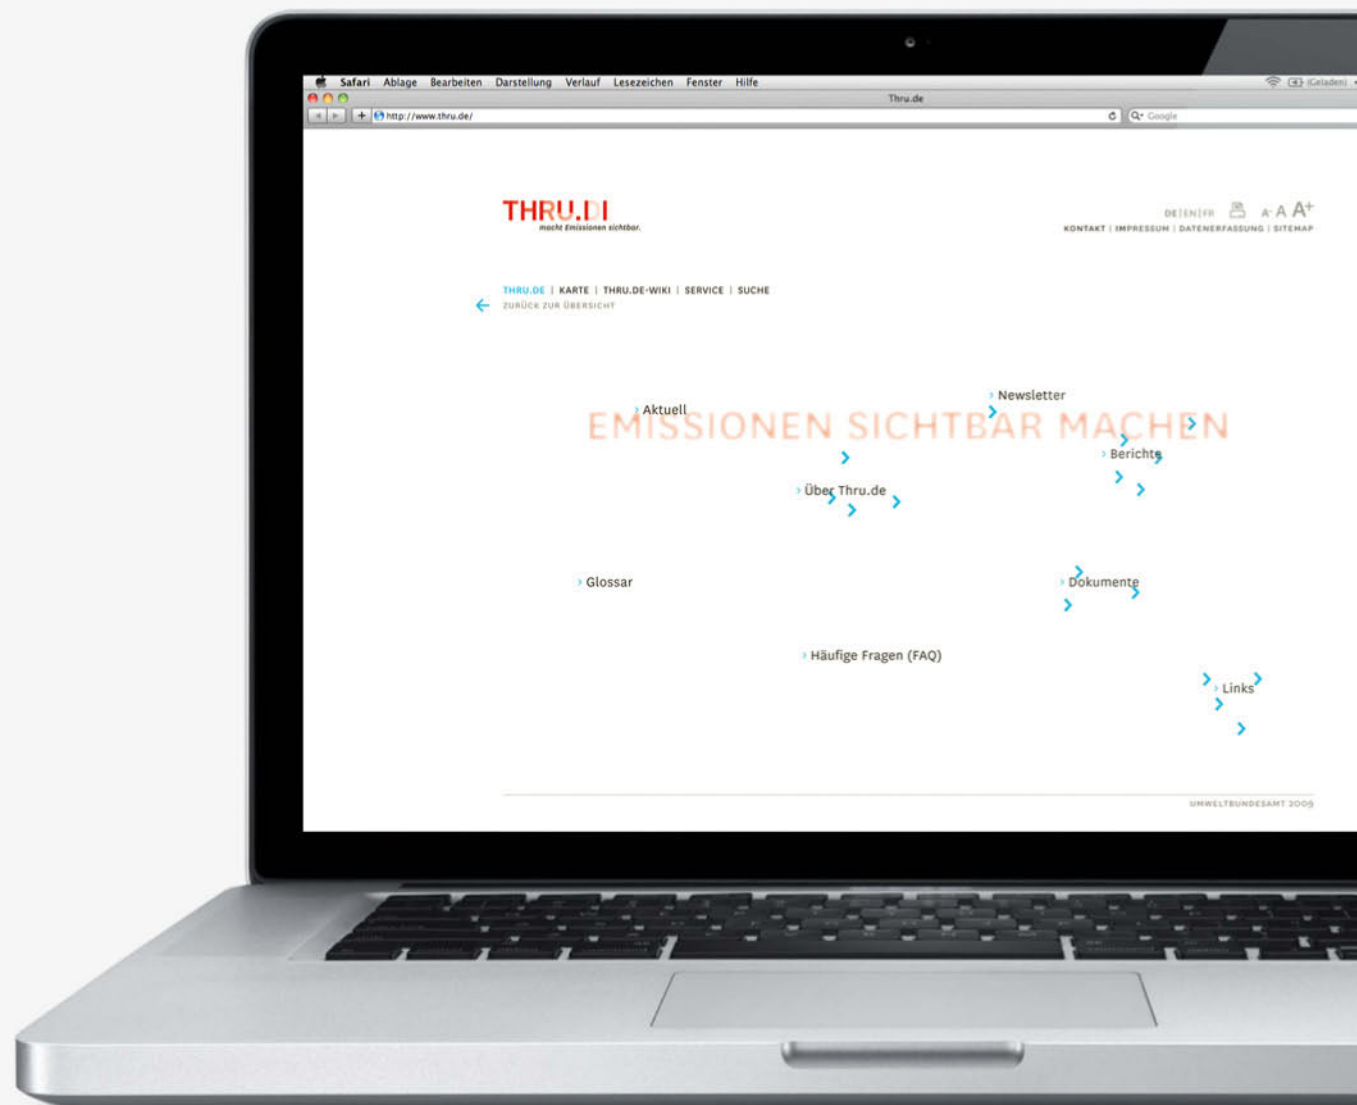 Safari Ablage Bearbeiten Darstellung Verlauf Lesezeichen Fenster Hilfe (Geladen)
Thru.de
http://www.thru.de/ Google
THRU.DI
macht Emissionen sichtbar.
DE|EN|FR A- A A+
KONTAKT | IMPRESSUM | DATENERFASSUNG | SITEMAP
THRU.DE | KARTE | THRU.DE-WIKI | SERVICE | SUCHE
ZURÜCK ZUR ÜBERSICHT
› Newsletter
› Aktuell
EMISSIONEN SICHTBAR MACHEN
› Berichte
› Über Thru.de
› Glossar
› Dokumente
› Häufige Fragen (FAQ)
› Links
UMWELTBUNDESAMT 2009